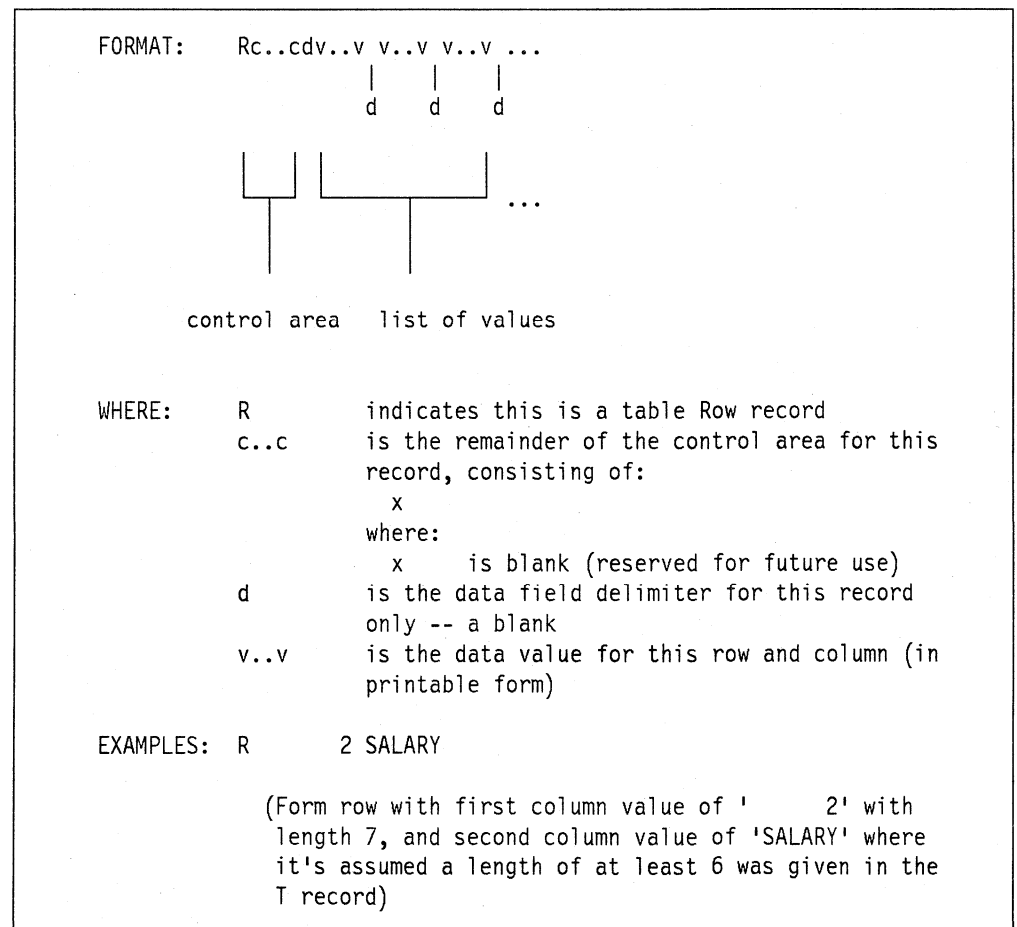 FORMAT: Rc..cdv..v v..v v..v ...
d d d
...
control area list of values
WHERE: R indicates this is a table Row record
c..c is the remainder of the control area for this
record, consisting of:
x
where:
x is blank (reserved for future use)
d is the data field delimiter for this record
only -- a blank
v..v is the data value for this row and column (in
printable form)
EXAMPLES: R       2 SALARY
(Form row with first column value of '      2' with
length 7, and second column value of 'SALARY' where
it's assumed a length of at least 6 was given in the
T record)